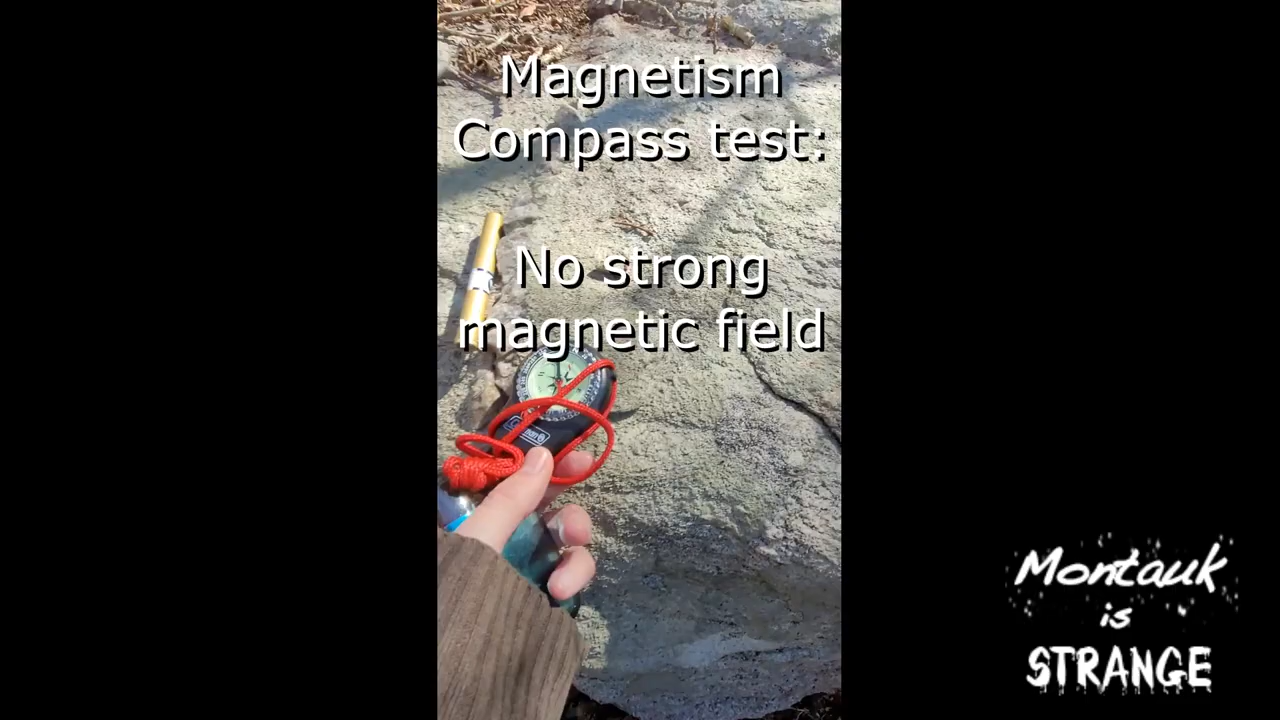 Magnetism
Compass test:
No strong
magnetic field
Montauk
is
STRANGE